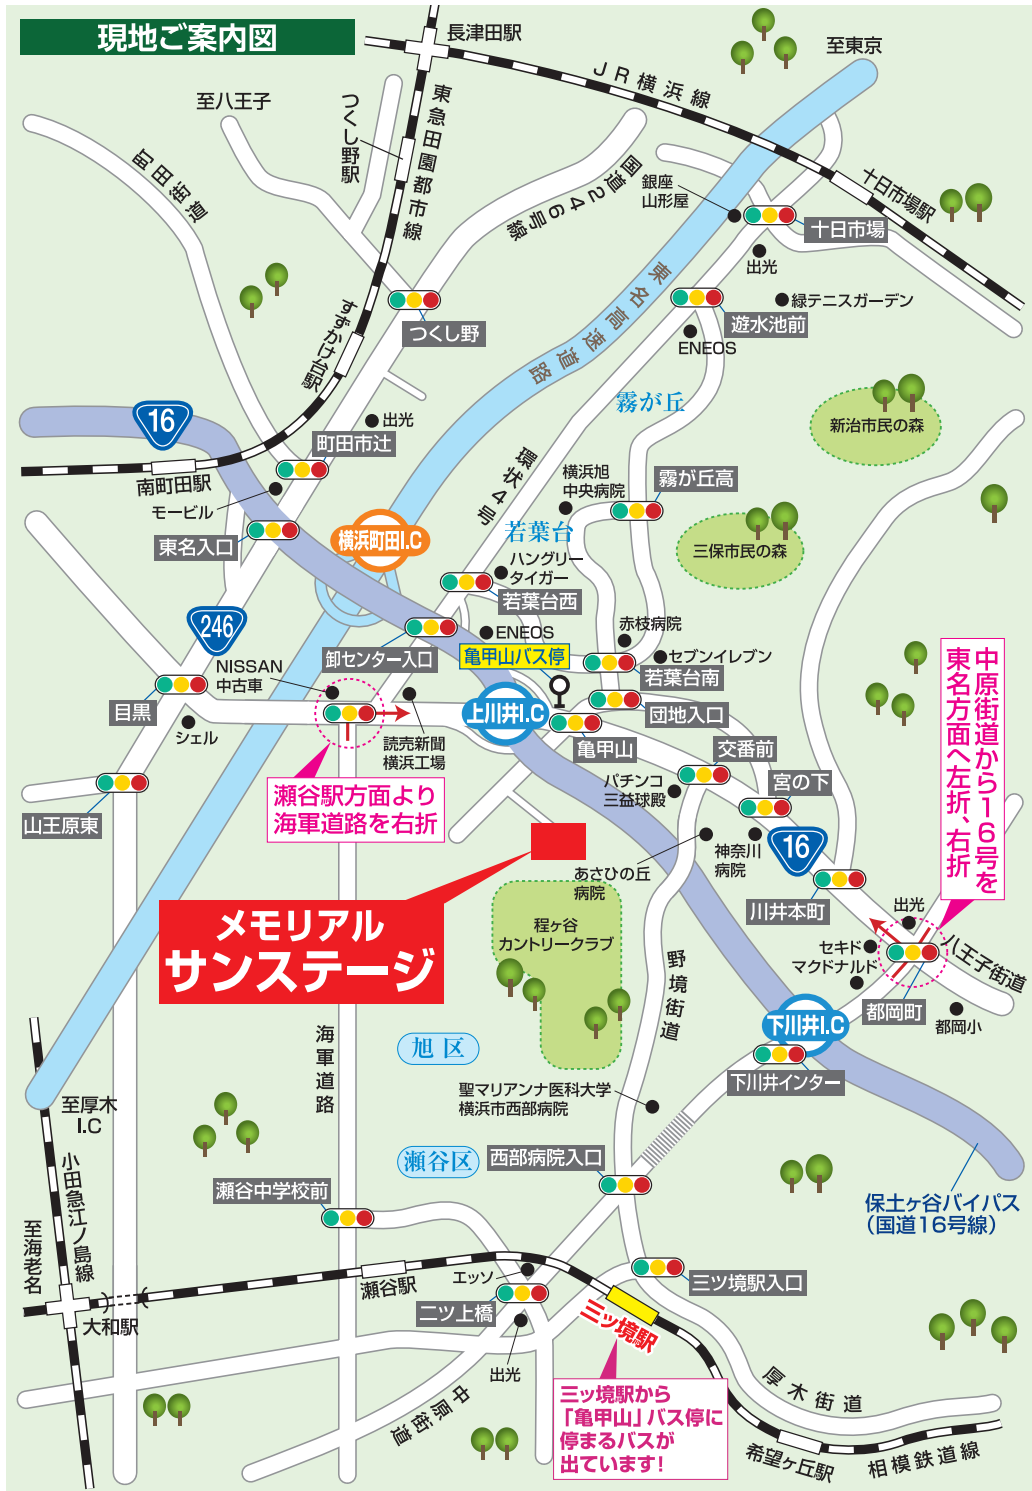 現地ご案内図
長津田駅
至東京
JR横浜線
至八王子
つくし野駅
東急田園都市線
町田街道
国道246号線
銀座
山形屋
十日市場駅
十日市場
出光
東名高速道路
緑テニスガーデン
遊水池前
ENEOS
つくし野
すずかけ台駅
霧が丘
新治市民の森
16
出光
町田市辻
南町田駅
モービル
環状4号
横浜旭
中央病院
霧が丘高
若葉台
三保市民の森
東名入口
横浜町田I.C
ハングリー
タイガー
若葉台西
246
ENEOS
赤枝病院
卸センター入口
亀甲山バス停
セブンイレブン
若葉台南
NISSAN
中古車
目黒
シェル
上川井I.C
団地入口
読売新聞
横浜工場
亀甲山
交番前
中原街道から16号を
東名方面へ左折、右折
山王原東
瀬谷駅方面より
海軍道路を右折
パチンコ
三益球殿
宮の下
16
神奈川
病院
あさひの丘
病院
川井本町
出光
メモリアル
サンステージ
程ヶ谷
カントリークラブ
セキド
マクドナルド
八王子街道
野境街道
都岡町
都岡小
海軍道路
旭区
下川井I.C
下川井インター
至厚木
I.C
聖マリアンナ医科大学
横浜市西部病院
小田急江ノ島線
瀬谷区
西部病院入口
瀬谷中学校前
保土ヶ谷バイパス
（国道16号線）
至海老名
大和駅
瀬谷駅
エッソ
二ツ上橋
三ツ境駅入口
三ッ境駅
出光
中原街道
三ッ境駅から
「亀甲山」バス停に
停まるバスが
出ています！
厚木街道
希望ヶ丘駅
相模鉄道線